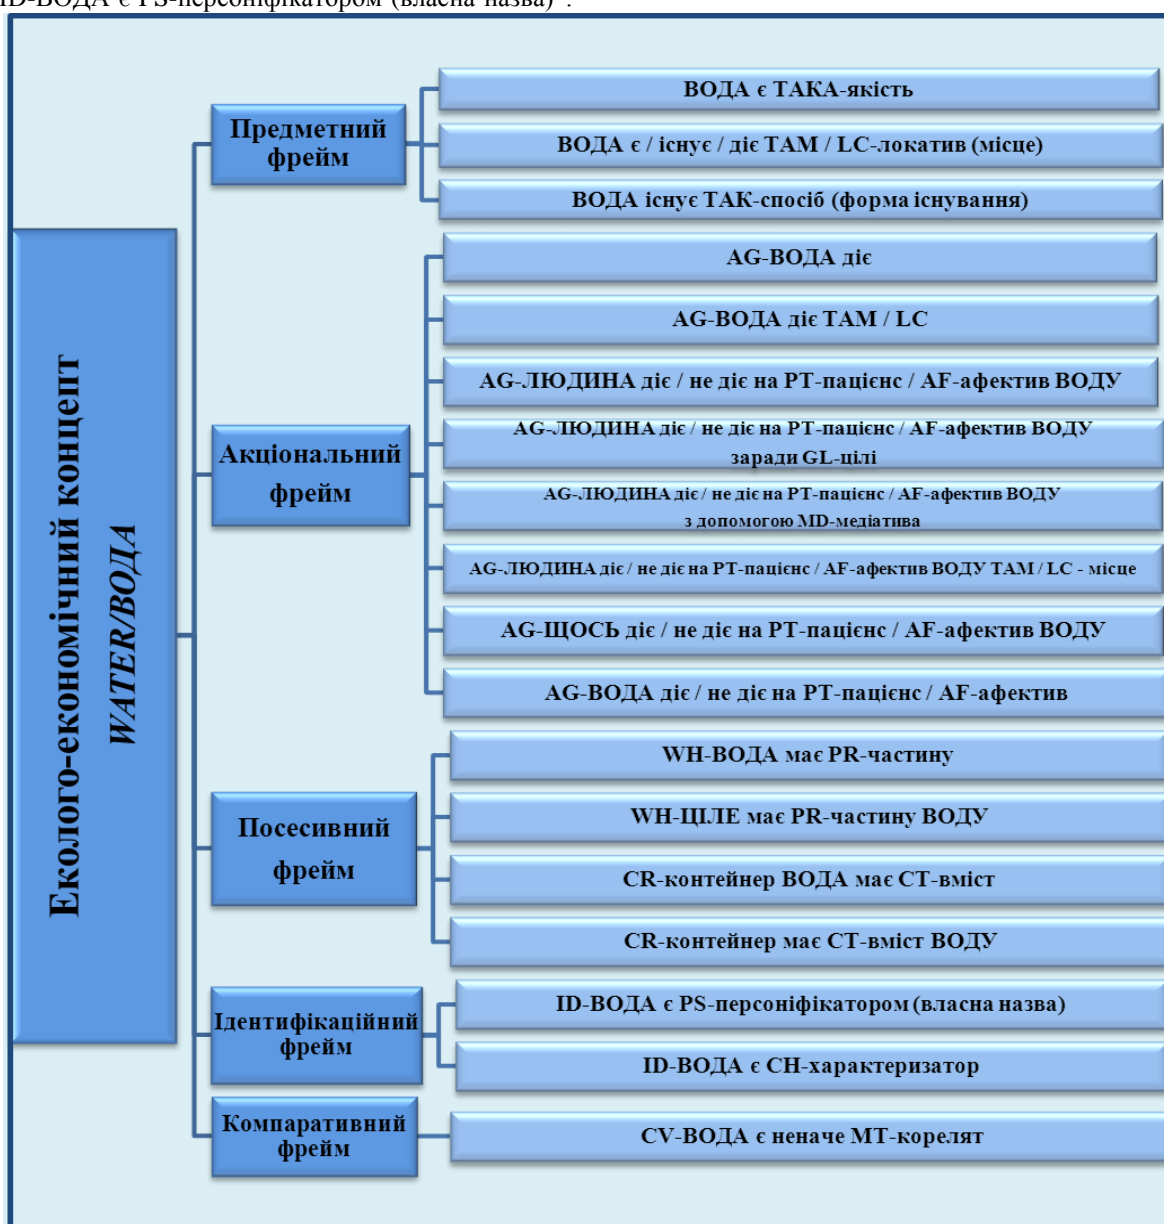 ID-ВОДА є PS-персоніфікатором (власна назва)".
Еколого-економічний концепт
WATER/ВОДА
Предметний
фрейм
ВОДА є ТАКА-якість
ВОДА є / існує / діє ТАМ / LC-локатив (місце)
ВОДА існує ТАК-спосіб (форма існування)
Акціональний
фрейм
AG-ВОДА діє
AG-ВОДА діє ТАМ / LC
AG-ЛЮДИНА діє / не діє на PT-пацієнс / AF-афектив ВОДУ
AG-ЛЮДИНА діє / не діє на PT-пацієнс / AF-афектив ВОДУ
заради GL-цілі
AG-ЛЮДИНА діє / не діє на PT-пацієнс / AF-афектив ВОДУ
з допомогою MD-медіатива
AG-ЛЮДИНА діє / не діє на PT-пацієнс / AF-афектив ВОДУ ТАМ / LC - місце
AG-ЩОСЬ діє / не діє на PT-пацієнс / AF-афектив ВОДУ
AG-ВОДА діє / не діє на PT-пацієнс / AF-афектив
Посесивний
фрейм
WH-ВОДА має PR-частину
WH-ЦІЛЕ має PR-частину ВОДУ
CR-контейнер ВОДА має CT-вміст
CR-контейнер має CT-вміст ВОДУ
Ідентифікаційний
фрейм
ID-ВОДА є PS-персоніфікатором (власна назва)
ID-ВОДА є CH-характеризатор
Компаративний
фрейм
CV-ВОДА є неначе MT-корелят